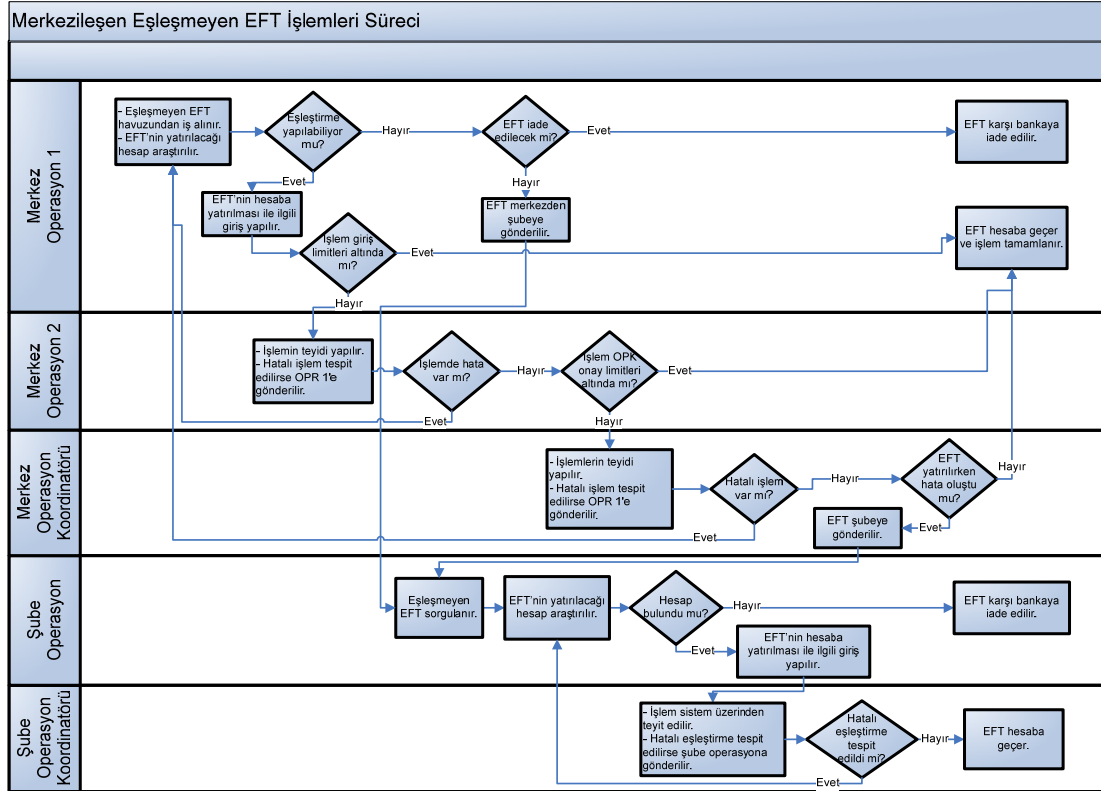 Merkezileşen Eşleşmeyen EFT İşlemleri Süreci
Merkez
Operasyon 1
- Eşleşmeyen EFT
havuzundan iş alınır.
- EFT'nin yatırılacağı
hesap araştırılır.
Eşleştirme
yapılabiliyor
mu?
Hayır
EFT iade
edilecek mi?
Evet
EFT karşı bankaya
iade edilir.
Evet
Hayır
EFT'nin hesaba
yatırılması ile ilgili
giriş yapılır.
EFT merkezden
şubeye
gönderilir.
İşlem giriş
limitleri altında
mı?
Evet
EFT hesaba geçer
ve işlem tamamlanır.
Hayır
Merkez
Operasyon 2
- İşlemin teyidi yapılır.
- Hatalı işlem tespit
edilirse OPR 1'e
gönderilir.
İşlemde hata
var mı?
Hayır
İşlem OPK
onay limitleri
altında mı?
Evet
Evet
Hayır
Merkez
Operasyon
Koordinatörü
- İşlemlerin teyidi
yapılır.
- Hatalı işlem tespit
edilirse OPR 1'e
gönderilir.
Hatalı işlem
var mı?
Hayır
EFT
yatırılırken
hata oluştu
mu?
Hayır
Evet
EFT şubeye
gönderilir.
Evet
Şube
Operasyon
Eşleşmeyen
EFT sorgulanır.
EFT'nin yatırılacağı
hesap araştırılır.
Hesap
bulundu mu?
Hayır
EFT karşı bankaya
iade edilir.
Evet
EFT'nin hesaba
yatırılması ile ilgili giriş
yapılır.
Şube
Operasyon
Koordinatörü
- İşlem sistem üzerinden
teyit edilir.
- Hatalı eşleştirme tespit
edilirse şube operasyona
gönderilir.
Hatalı
eşleştirme
tespit
edildi mi?
Hayır
EFT hesaba
geçer.
Evet